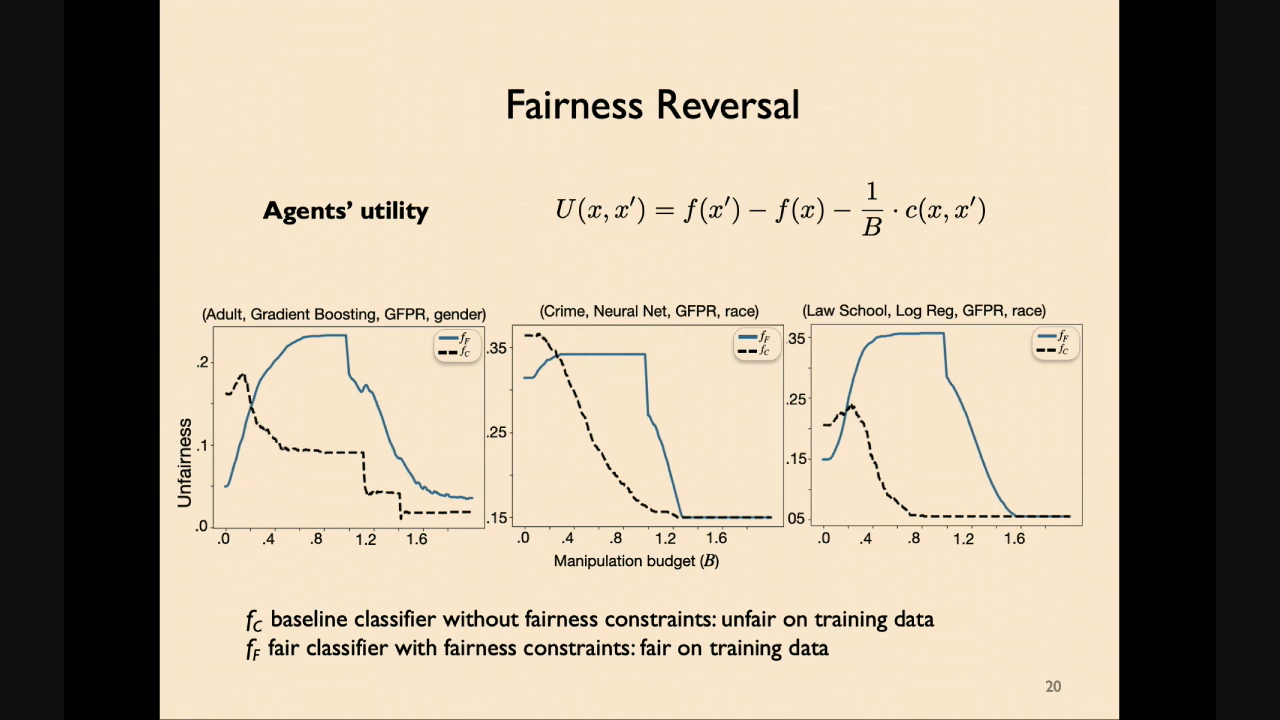 Fairness Reversal
Agents' utility
U(x, x′) = f(x′) − f(x) − 1/B · c(x, x′)
(Adult, Gradient Boosting, GFPR, gender)
(Crime, Neural Net, GFPR, race)
(Law School, Log Reg, GFPR, race)
f_F
f_C
f_F
f_C
f_F
f_C
Unfairness
.2
.1
.0
.0 .4 .8 1.2 1.6
.35
.25
.15
.0 .4 .8 1.2 1.6
.35
.25
.15
05
.0 .4 .8 1.2 1.6
Manipulation budget (B)
f_C baseline classifier without fairness constraints: unfair on training data
f_F fair classifier with fairness constraints: fair on training data
20